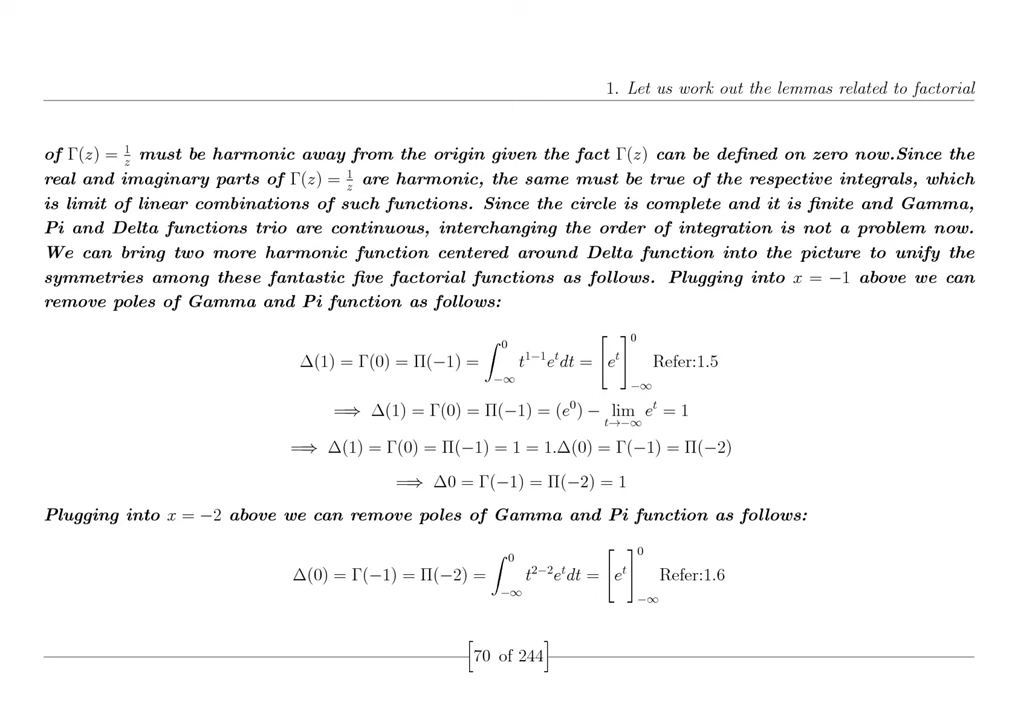 1. Let us work out the lemmas related to factorial
of Γ(z) = 1/z must be harmonic away from the origin given the fact Γ(z) can be defined on zero now.Since the
real and imaginary parts of Γ(z) = 1/z are harmonic, the same must be true of the respective integrals, which
is limit of linear combinations of such functions. Since the circle is complete and it is finite and Gamma,
Pi and Delta functions trio are continuous, interchanging the order of integration is not a problem now.
We can bring two more harmonic function centered around Delta function into the picture to unify the
symmetries among these fantastic five factorial functions as follows. Plugging into x = −1 above we can
remove poles of Gamma and Pi function as follows:
Δ(1) = Γ(0) = Π(−1) = ∫_{−∞}^{0} t^{1−1}e^t dt = [e^t]_{−∞}^{0} Refer:1.5
⟹ Δ(1) = Γ(0) = Π(−1) = (e^0) − lim_{t→−∞} e^t = 1
⟹ Δ(1) = Γ(0) = Π(−1) = 1 = 1.Δ(0) = Γ(−1) = Π(−2)
⟹ Δ0 = Γ(−1) = Π(−2) = 1
Plugging into x = −2 above we can remove poles of Gamma and Pi function as follows:
Δ(0) = Γ(−1) = Π(−2) = ∫_{−∞}^{0} t^{2−2}e^t dt = [e^t]_{−∞}^{0} Refer:1.6
[70 of 244]